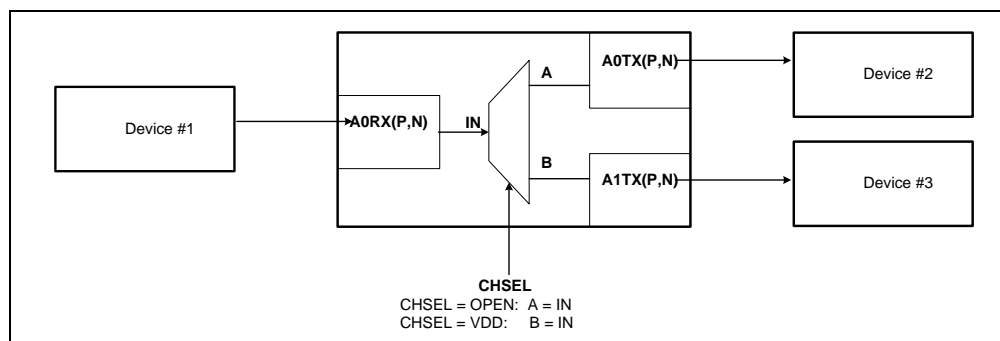 Device #1
A0RX(P,N)
IN
A
B
A0TX(P,N)
A1TX(P,N)
Device #2
Device #3
CHSEL
CHSEL = OPEN: A = IN
CHSEL = VDD: B = IN